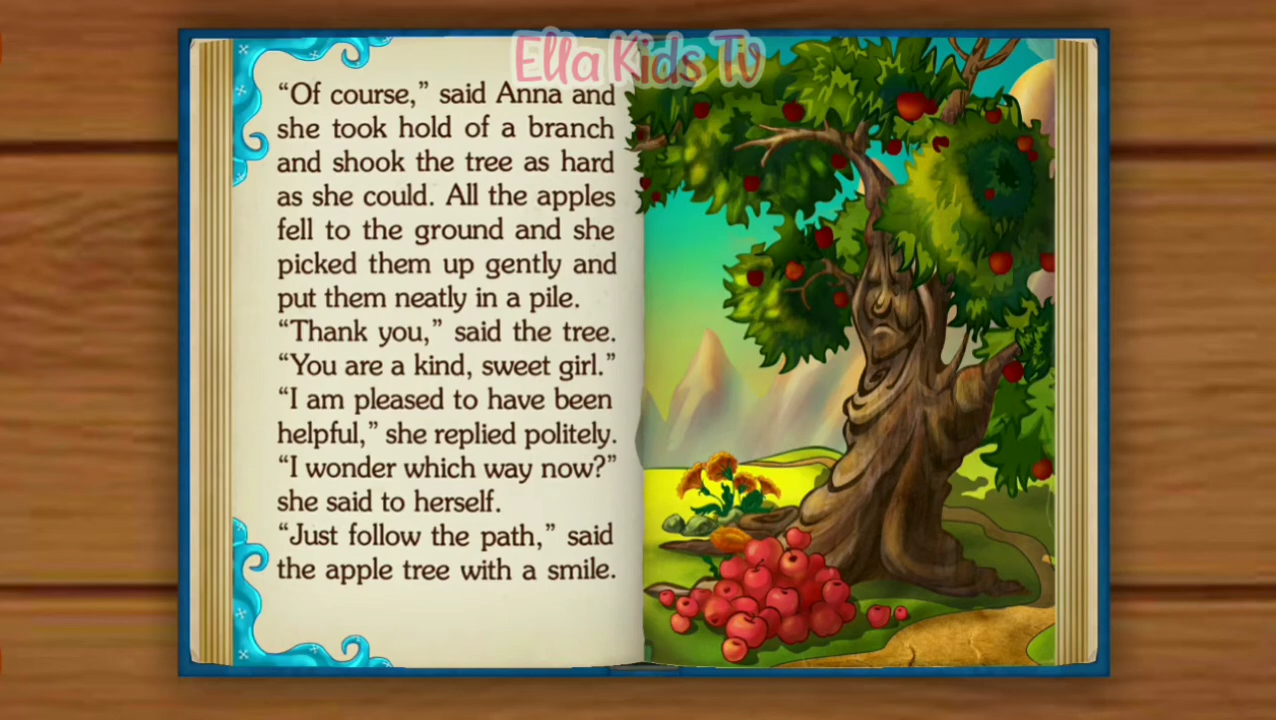 Ella Kids Tv
“Of course,” said Anna and
she took hold of a branch
and shook the tree as hard
as she could. All the apples
fell to the ground and she
picked them up gently and
put them neatly in a pile.
“Thank you,” said the tree.
“You are a kind, sweet girl.”
“I am pleased to have been
helpful,” she replied politely.
“I wonder which way now?”
she said to herself.
“Just follow the path,” said
the apple tree with a smile.